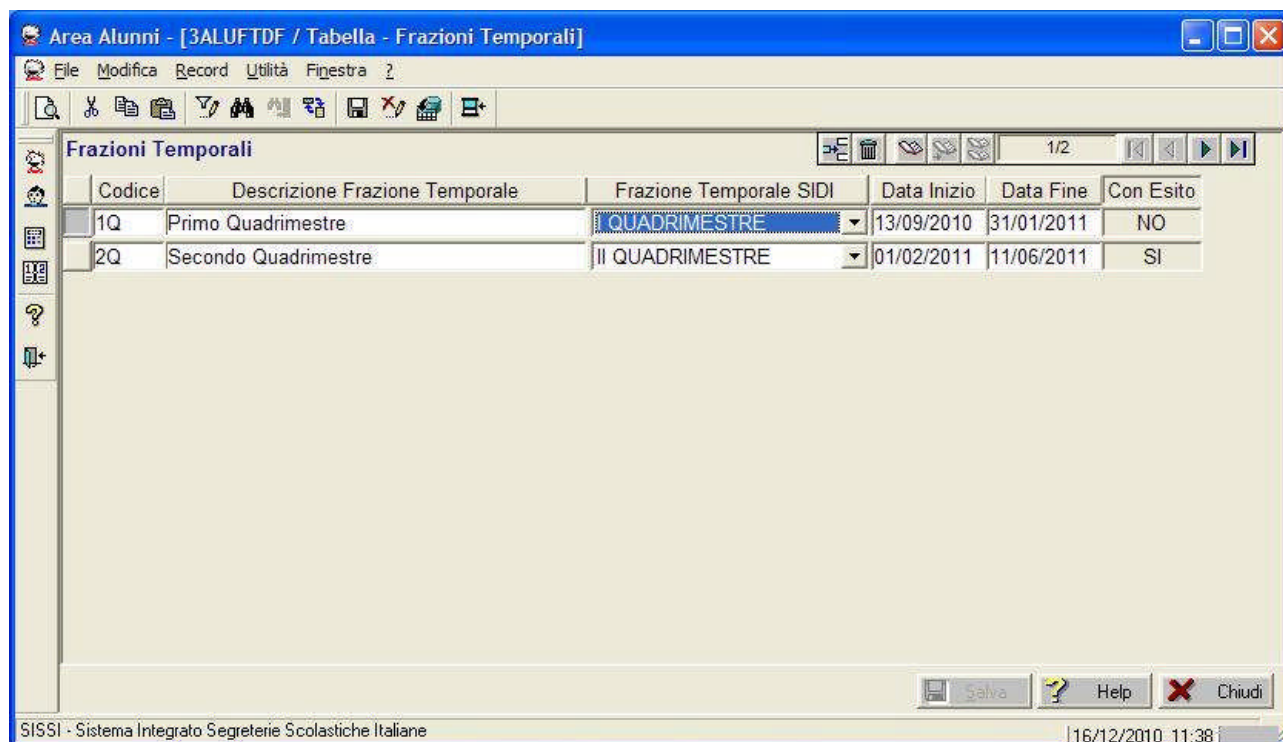 Area Alunni - [3ALUFTDF / Tabella - Frazioni Temporali]
File Modifica Record Utilità Finestra ?
Frazioni Temporali 1/2
Codice Descrizione Frazione Temporale Frazione Temporale SIDI Data Inizio Data Fine Con Esito
1Q Primo Quadrimestre I QUADRIMESTRE 13/09/2010 31/01/2011 NO
2Q Secondo Quadrimestre II QUADRIMESTRE 01/02/2011 11/06/2011 SI
Salva Help Chiudi
SISSI - Sistema Integrato Segreterie Scolastiche Italiane 16/12/2010 11:38